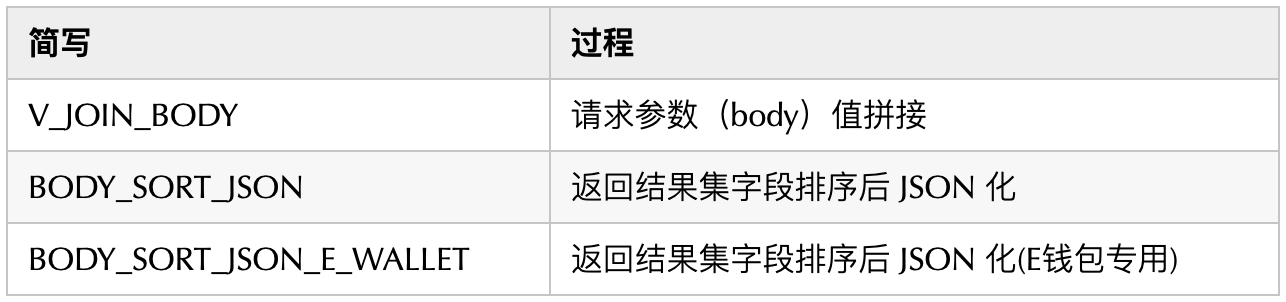 简写 过程
V_JOIN_BODY 请求参数（body）值拼接
BODY_SORT_JSON 返回结果集字段排序后 JSON 化
BODY_SORT_JSON_E_WALLET 返回结果集字段排序后 JSON 化(E钱包专用)